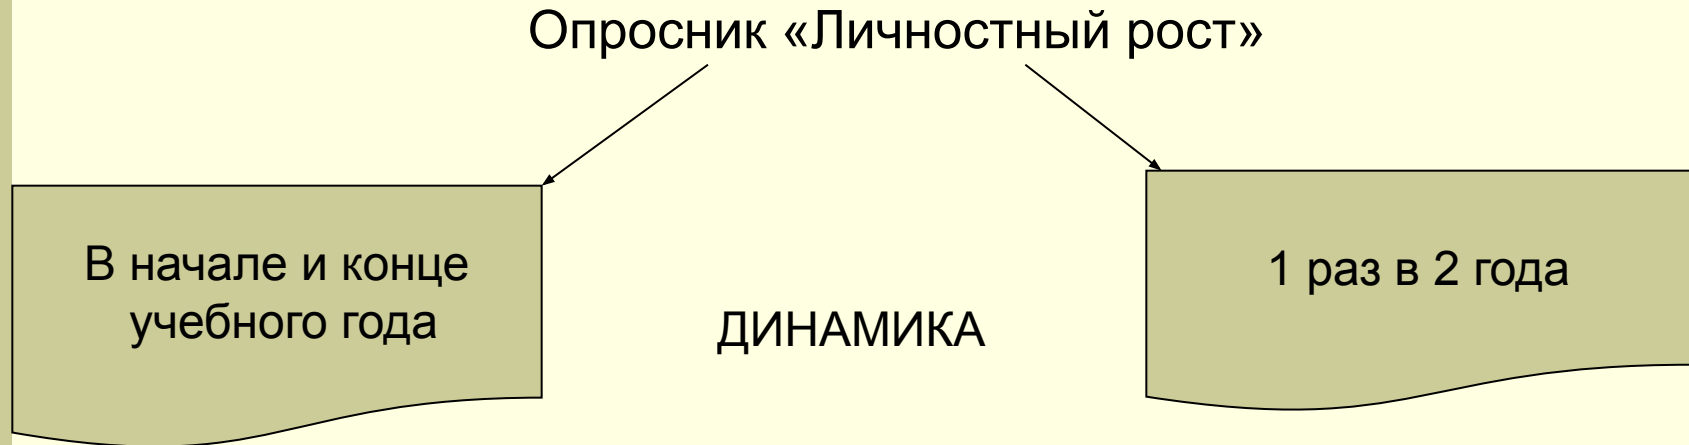 Опросник «Личностный рост»
В начале и конце
учебного года
1 раз в 2 года
ДИНАМИКА